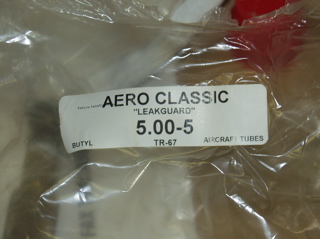 AERO CLASSIC
"LEAKGUARD"
5.00-5
BUTYL TR-67 AIRCRAFT TUBES